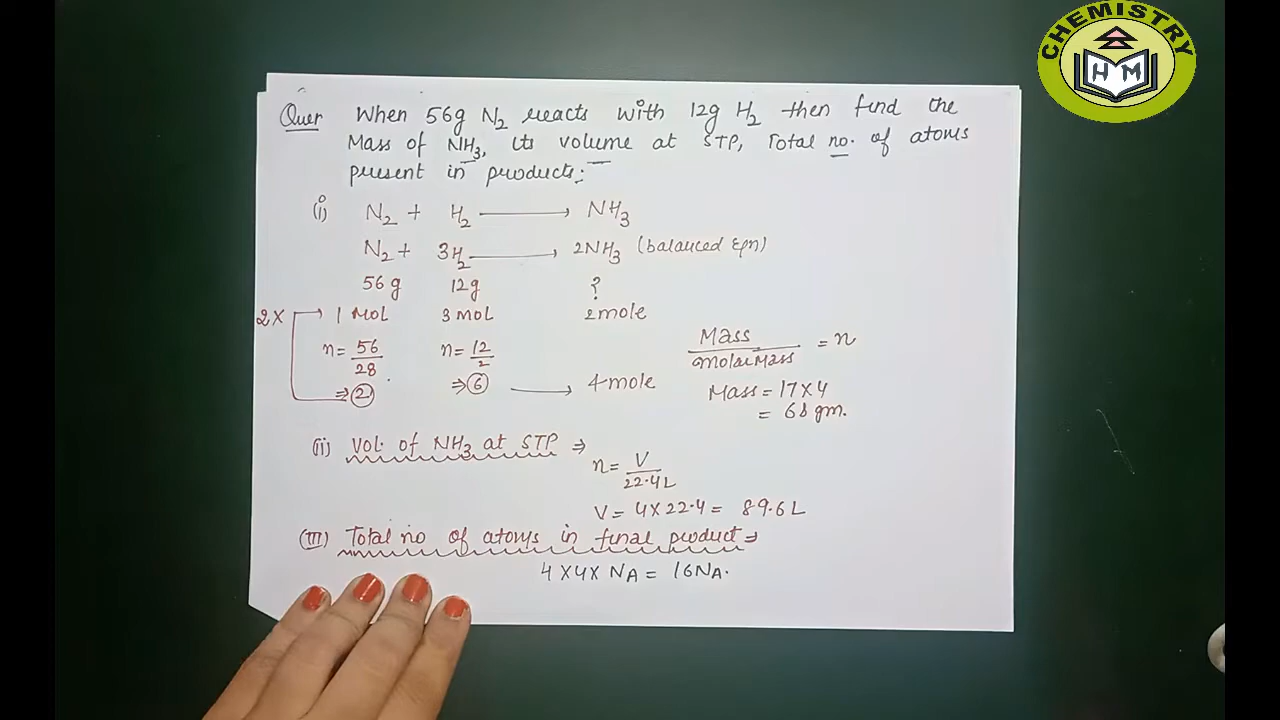 CHEMISTRY
HM
Quer When 56g N2 reacts with 12g H2 then find the
Mass of NH3, its volume at STP, Total no. of atoms
present in products:
(i) N2 + H2 ⟶ NH3
N2 + 3H2 ⟶ 2NH3 (balanced Eqn)
56g 12g ?
2X 1 MOL 3 MOL 2mole
n= 56/28 n= 12/2
⇒ 2 ⇒ 6 ⟶ 4mole
Mass/molar Mass = n
Mass = 17×4
= 68 gm.
(ii) Vol. of NH3 at STP ⇒
n= V/22.4L
V= 4×22.4 = 89.6L
(III) Total no of atoms in final product ⇒
4×4×NA = 16NA.